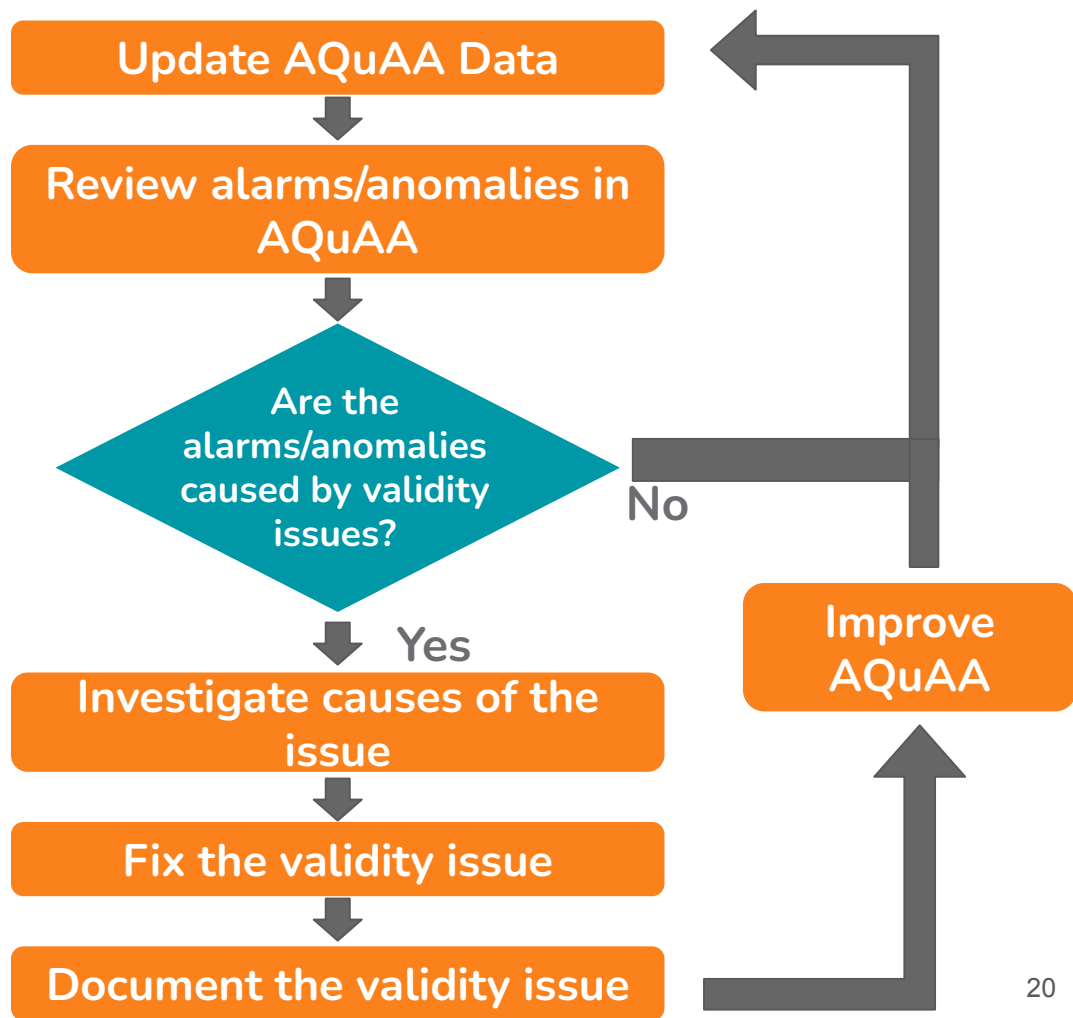 Update AQuAA Data
Review alarms/anomalies in
AQuAA
Are the
alarms/anomalies
caused by validity
issues?
No
Yes
Improve
AQuAA
Investigate causes of the
issue
Fix the validity issue
Document the validity issue
20